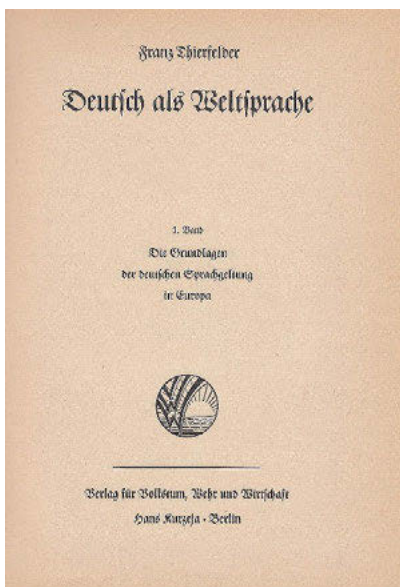 Franz Thierfelder
Deutsch als Weltsprache
1. Band
Die Grundlagen
der deutschen Sprachgeltung
in Europa
Verlag für Volkstum, Wehr und Wirtschaft
Hans Kurzeja · Berlin